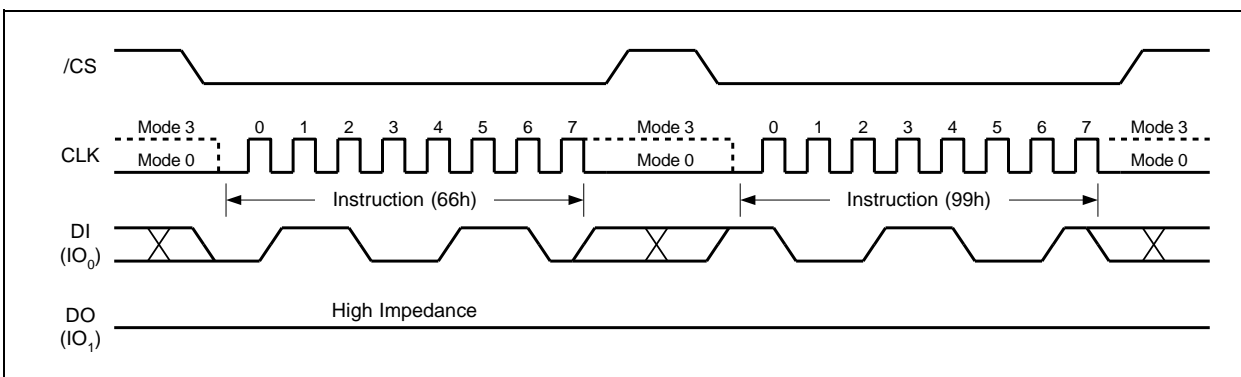 /CS
Mode 3 0 1 2 3 4 5 6 7 Mode 3 0 1 2 3 4 5 6 7 Mode 3
CLK
Mode 0 Mode 0 Mode 0
Instruction (66h) Instruction (99h)
DI
(IO0)
High Impedance
DO
(IO1)